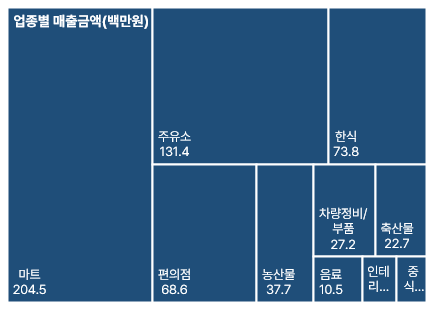 업종별 매출금액(백만원)
마트
204.5
주유소
131.4
한식
73.8
편의점
68.6
농산물
37.7
차량정비/
부품
27.2
축산물
22.7
음료
10.5
인테
리...
중
식...